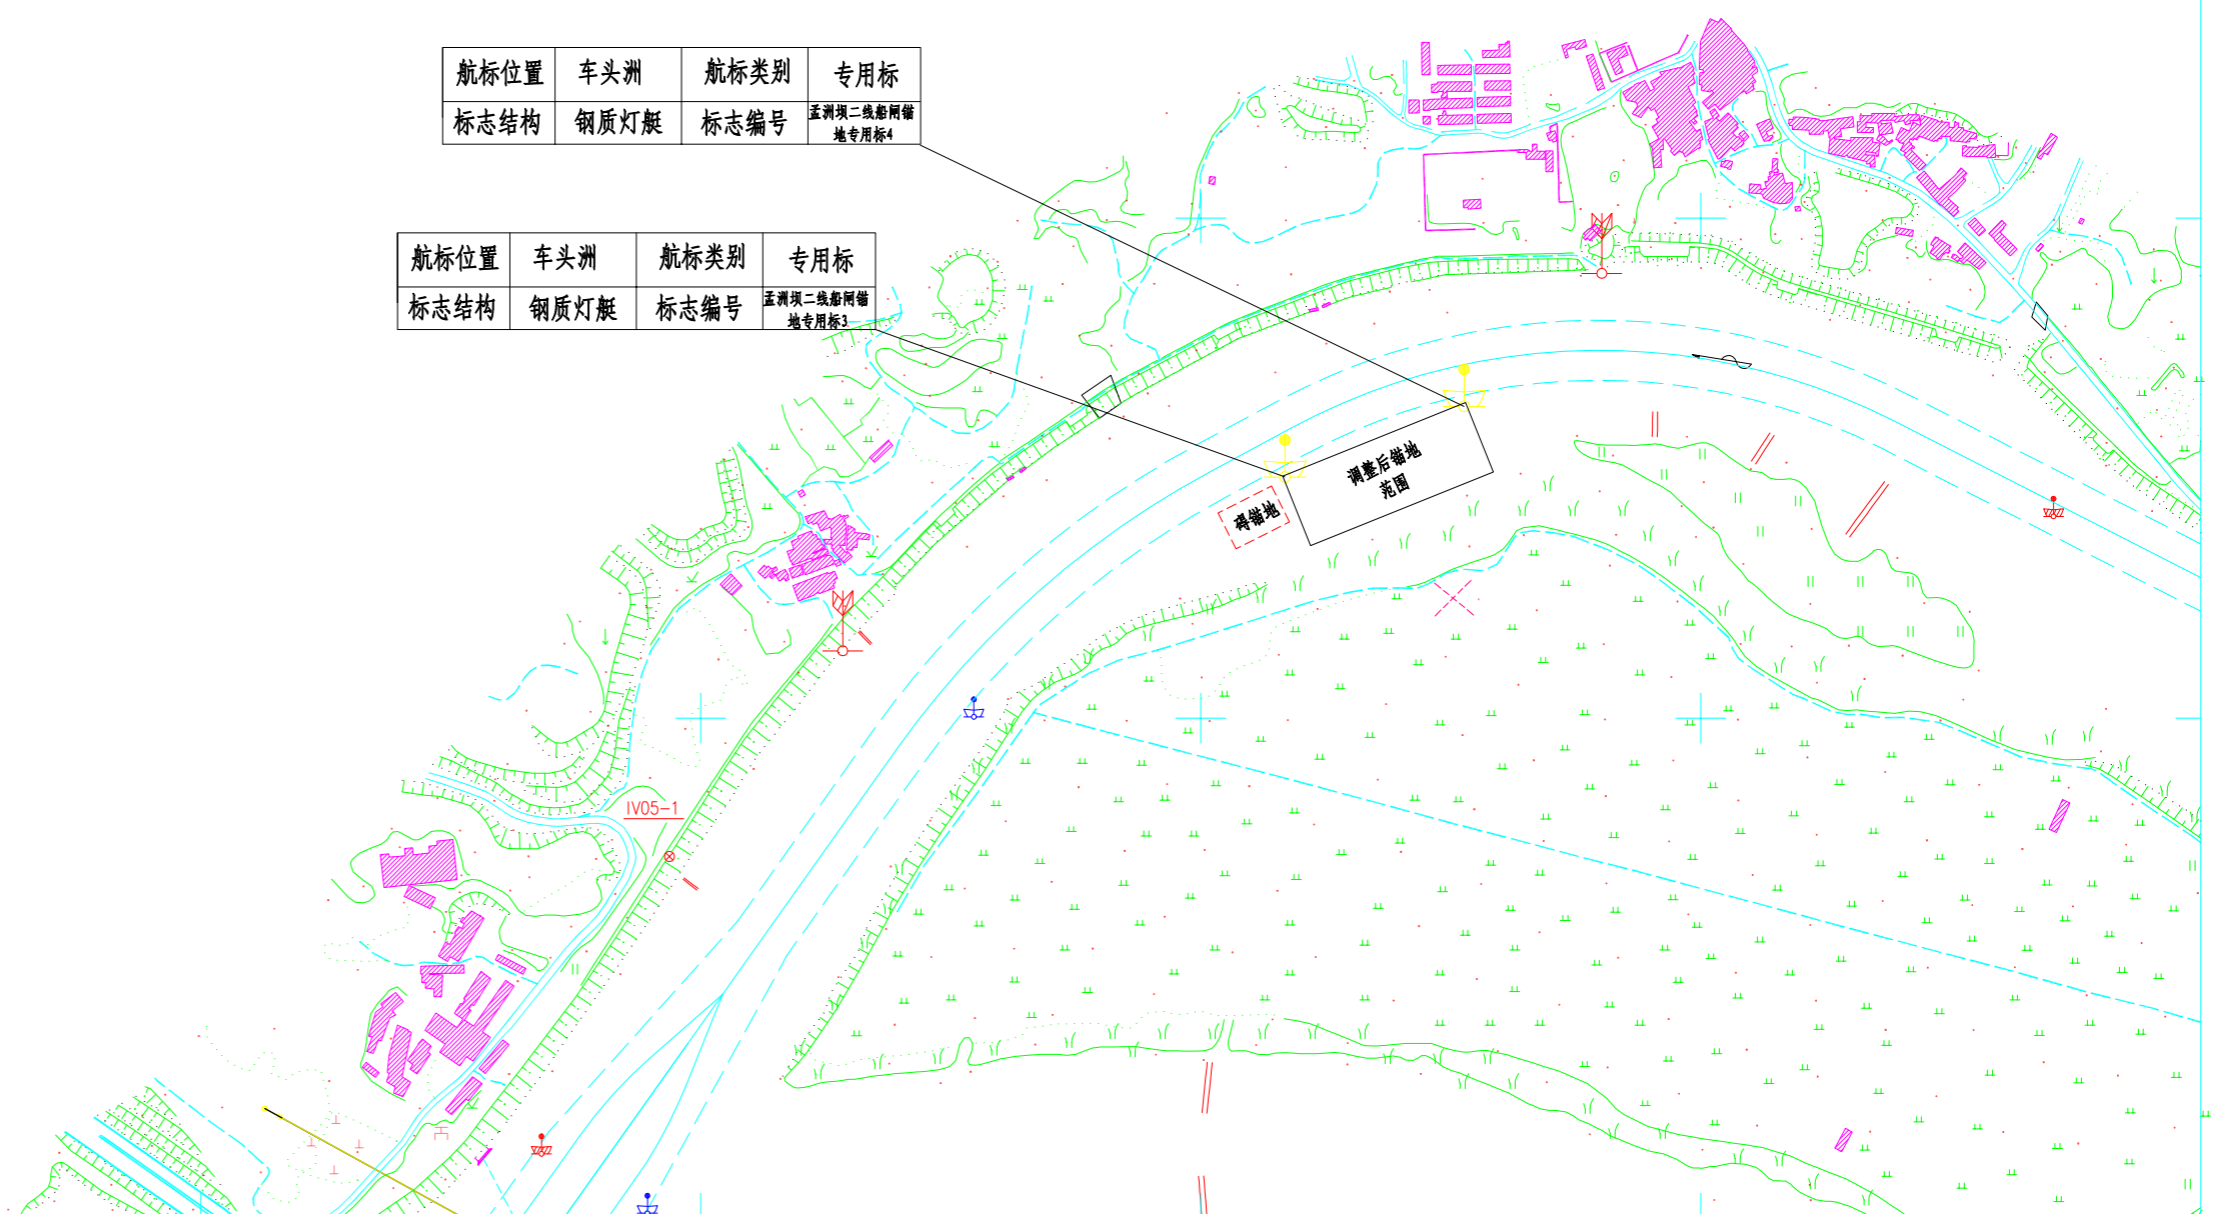 航标位置 车头洲 航标类别 专用标
标志结构 钢质灯艇 标志编号 孟洲坝二线船闸锚
地专用标4
航标位置 车头洲 航标类别 专用标
标志结构 钢质灯艇 标志编号 孟洲坝二线船闸锚
地专用标3
调整后锚地
范围
碍锚地
IV05-1